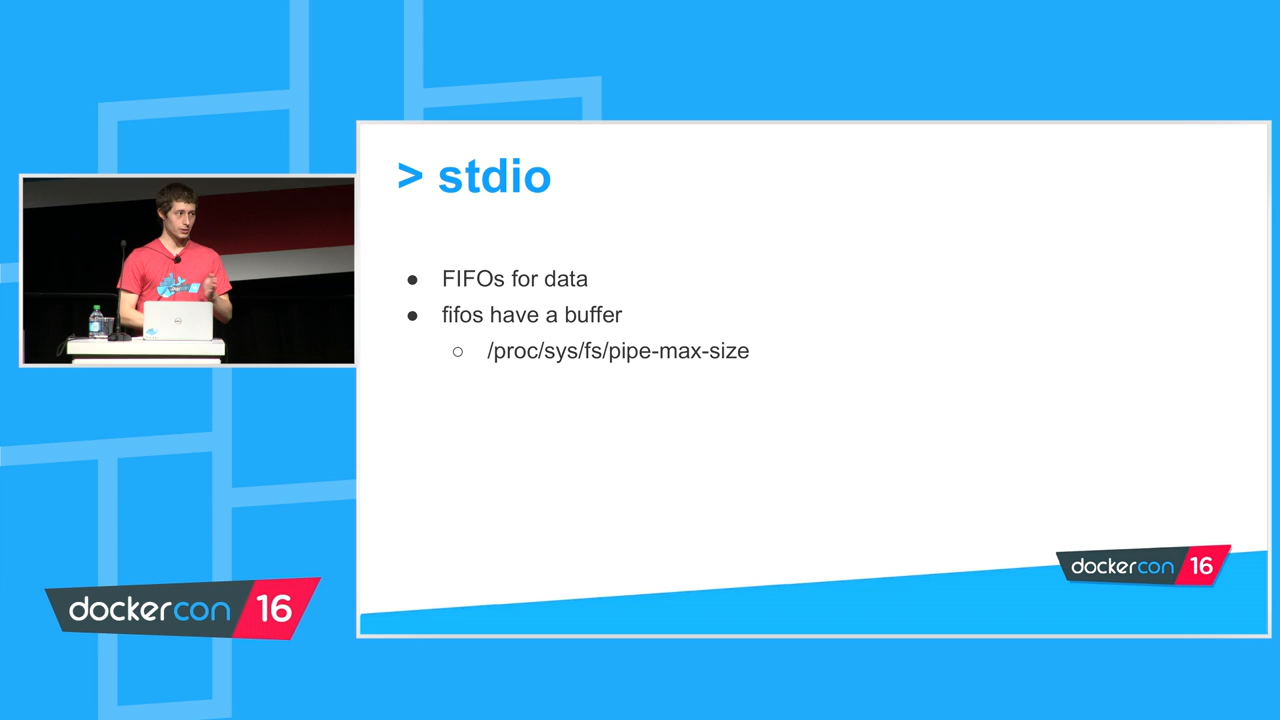 > stdio
● FIFOs for data
● fifos have a buffer
○ /proc/sys/fs/pipe-max-size
dockercon 16
dockercon 16